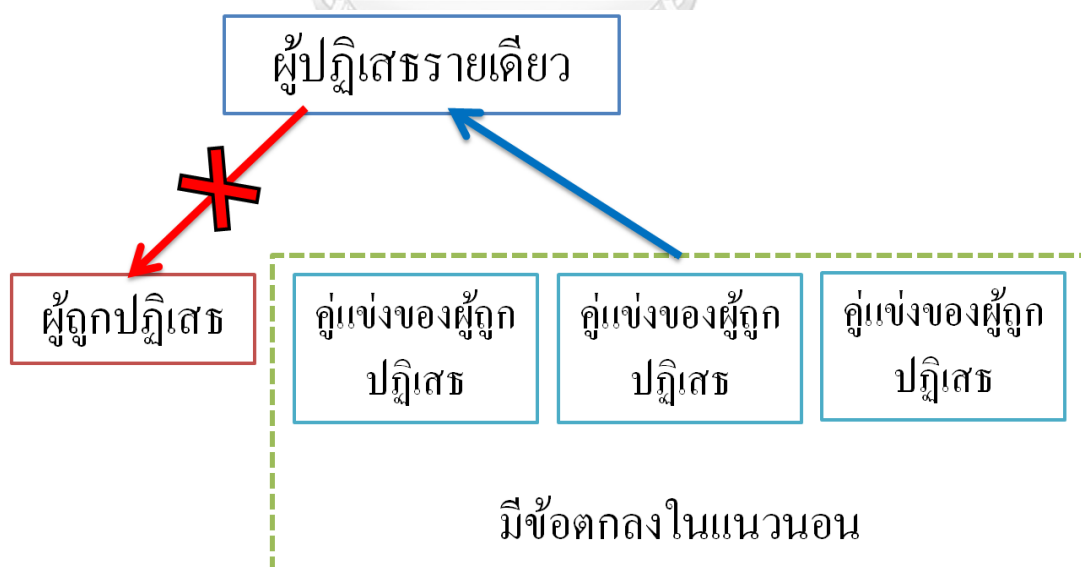 ผู้ปฏิเสธรายเดียว
ผู้ถูกปฏิเสธ
คู่แข่งของผู้ถูก
ปฏิเสธ
คู่แข่งของผู้ถูก
ปฏิเสธ
คู่แข่งของผู้ถูก
ปฏิเสธ
มีข้อตกลงในแนวนอน